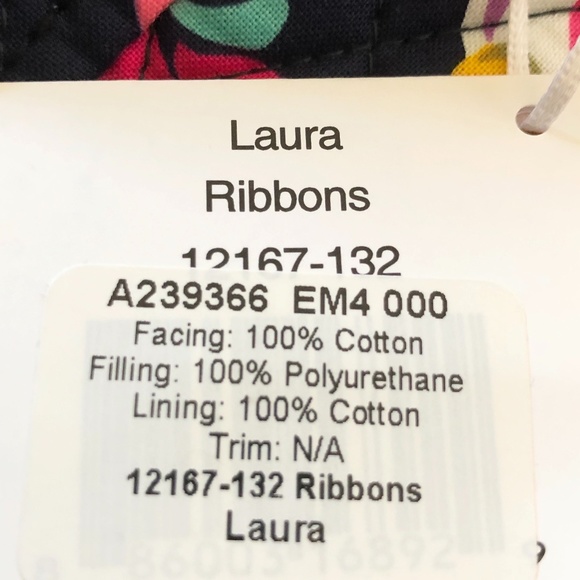 Laura
Ribbons
12167-132
A239366 EM4 000
Facing: 100% Cotton
Filling: 100% Polyurethane
Lining: 100% Cotton
Trim: N/A
12167-132 Ribbons
Laura